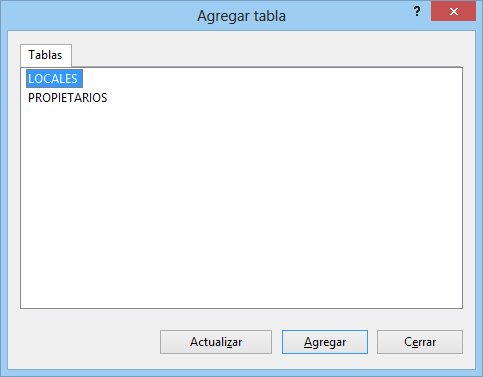 Agregar tabla
?
Tablas
LOCALES
PROPIETARIOS
Actualizar
Agregar
Cerrar